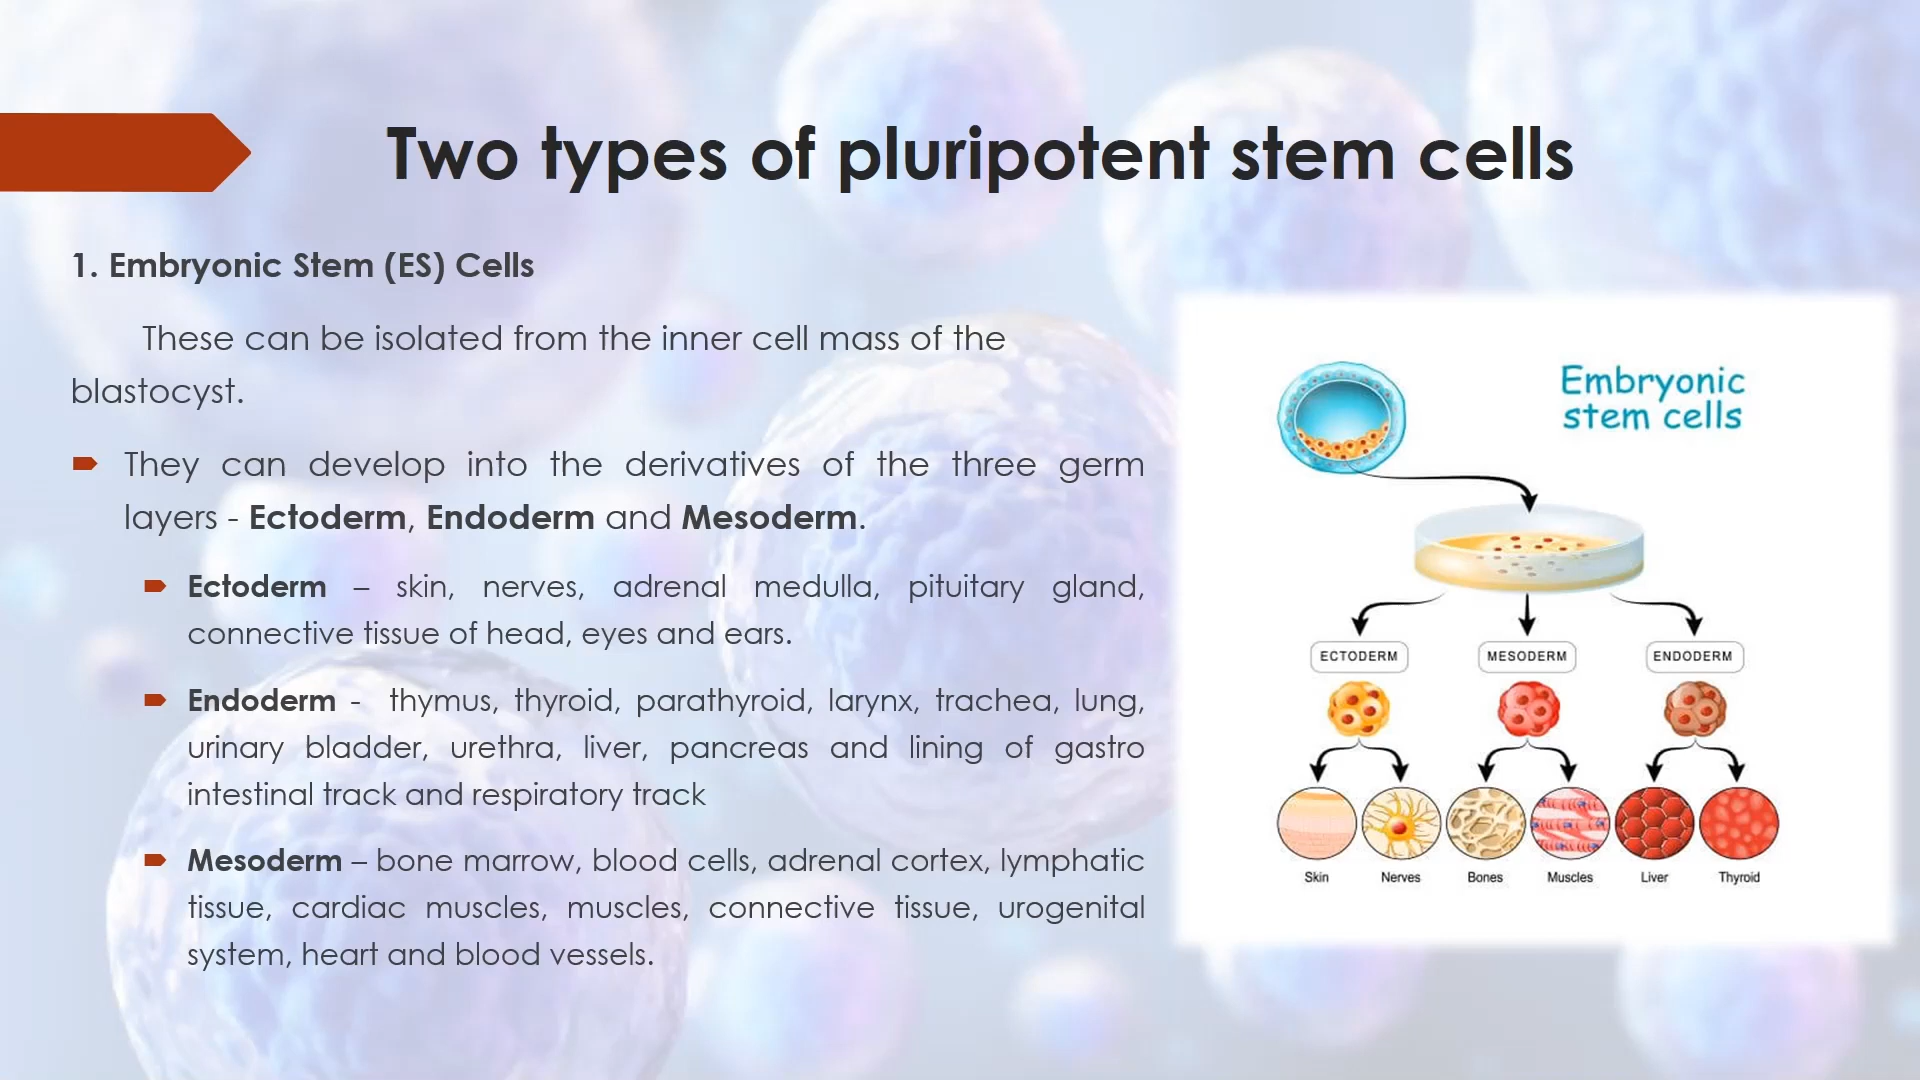 Two types of pluripotent stem cells
1. Embryonic Stem (ES) Cells
These can be isolated from the inner cell mass of the
blastocyst.
They can develop into the derivatives of the three germ
layers - Ectoderm, Endoderm and Mesoderm.
Ectoderm – skin, nerves, adrenal medulla, pituitary gland,
connective tissue of head, eyes and ears.
Endoderm - thymus, thyroid, parathyroid, larynx, trachea, lung,
urinary bladder, urethra, liver, pancreas and lining of gastro
intestinal track and respiratory track
Mesoderm – bone marrow, blood cells, adrenal cortex, lymphatic
tissue, cardiac muscles, muscles, connective tissue, urogenital
system, heart and blood vessels.
Embryonic
stem cells
ECTODERM MESODERM ENDODERM
Skin Nerves Bones Muscles Liver Thyroid